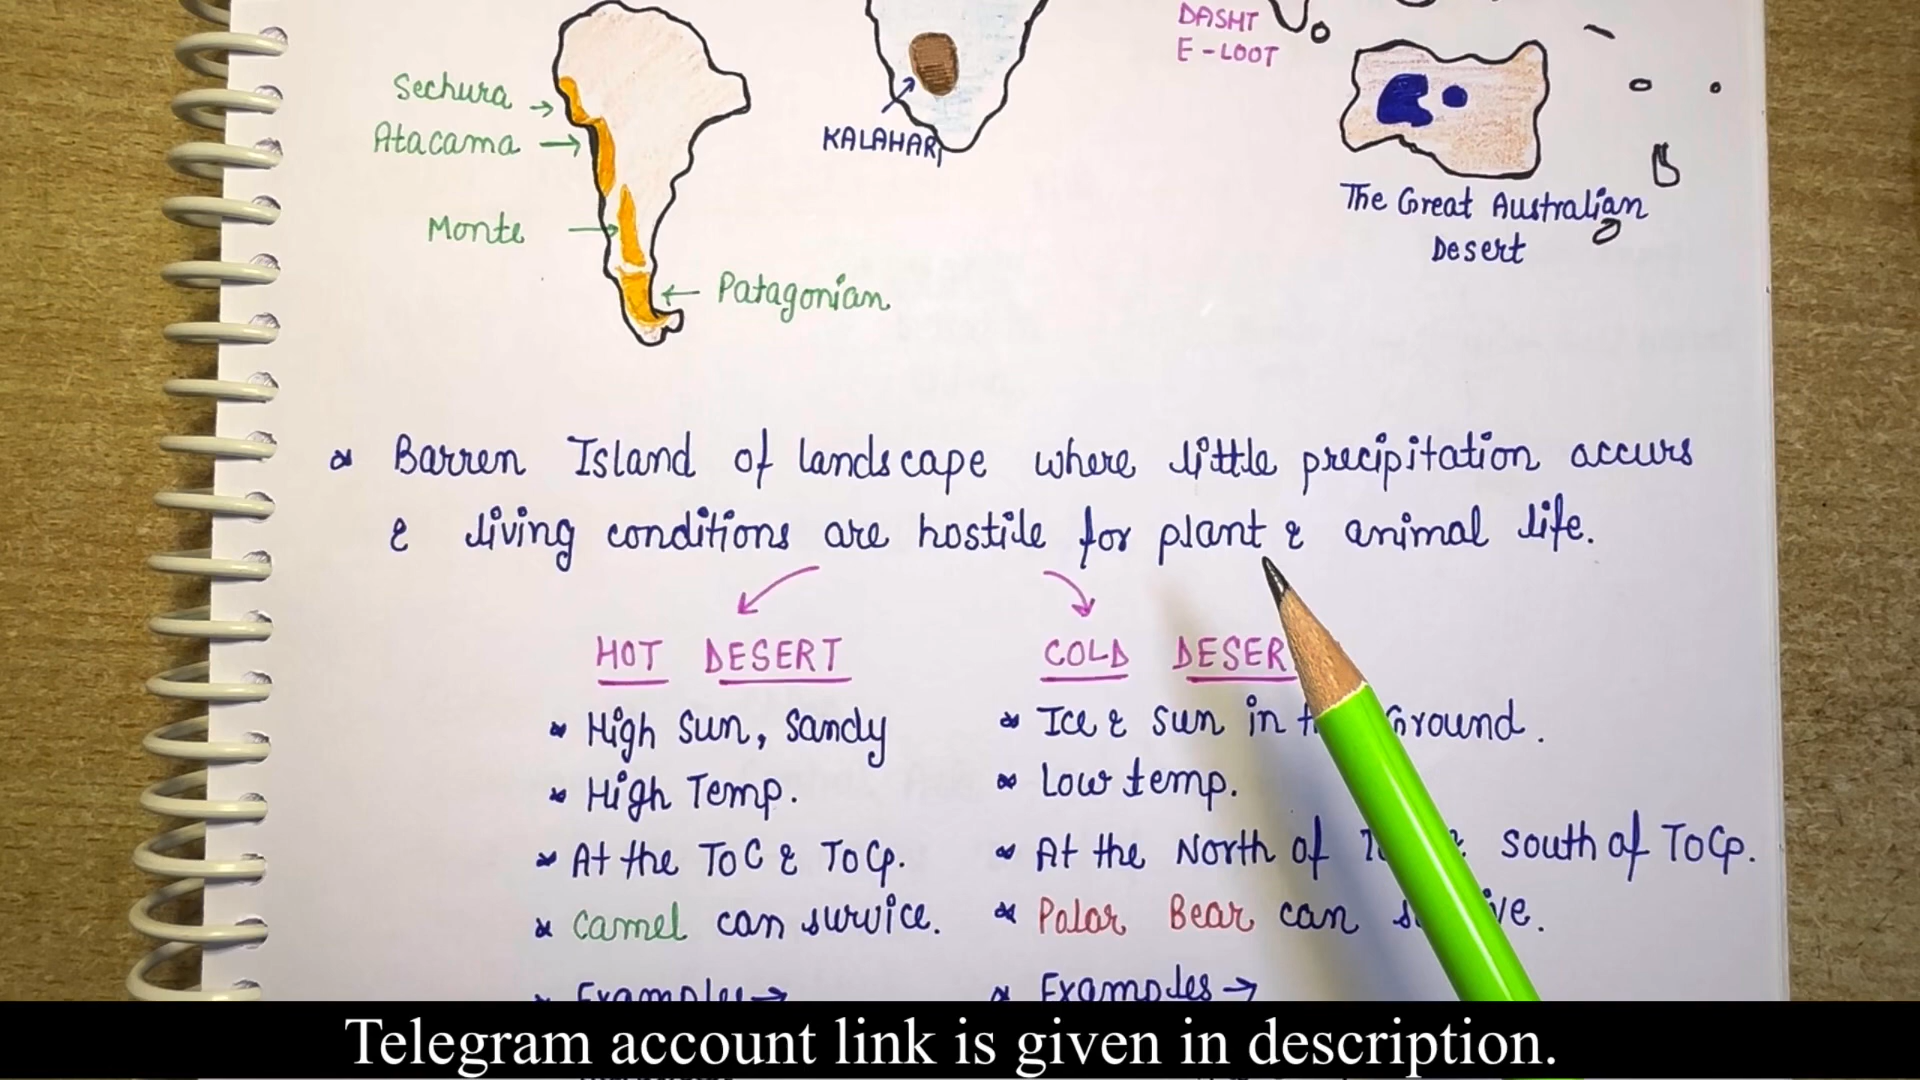 DASHT
E-LOOT
Sechura
Atacama
KALAHARI
Monte
The Great Australian
Desert
Patagonian
Barren Island of landscape where little precipitation accurs
& living conditions are hostile for plant & animal life.
HOT DESERT
High Sun, Sandy
High Temp.
At the ToC & ToCp.
Camel can survice.
COLD DESER
Ice & sun in Ground.
Low temp.
At the North of South of ToCp.
Polar Bear can
Examples→
Examples→
Telegram account link is given in description.